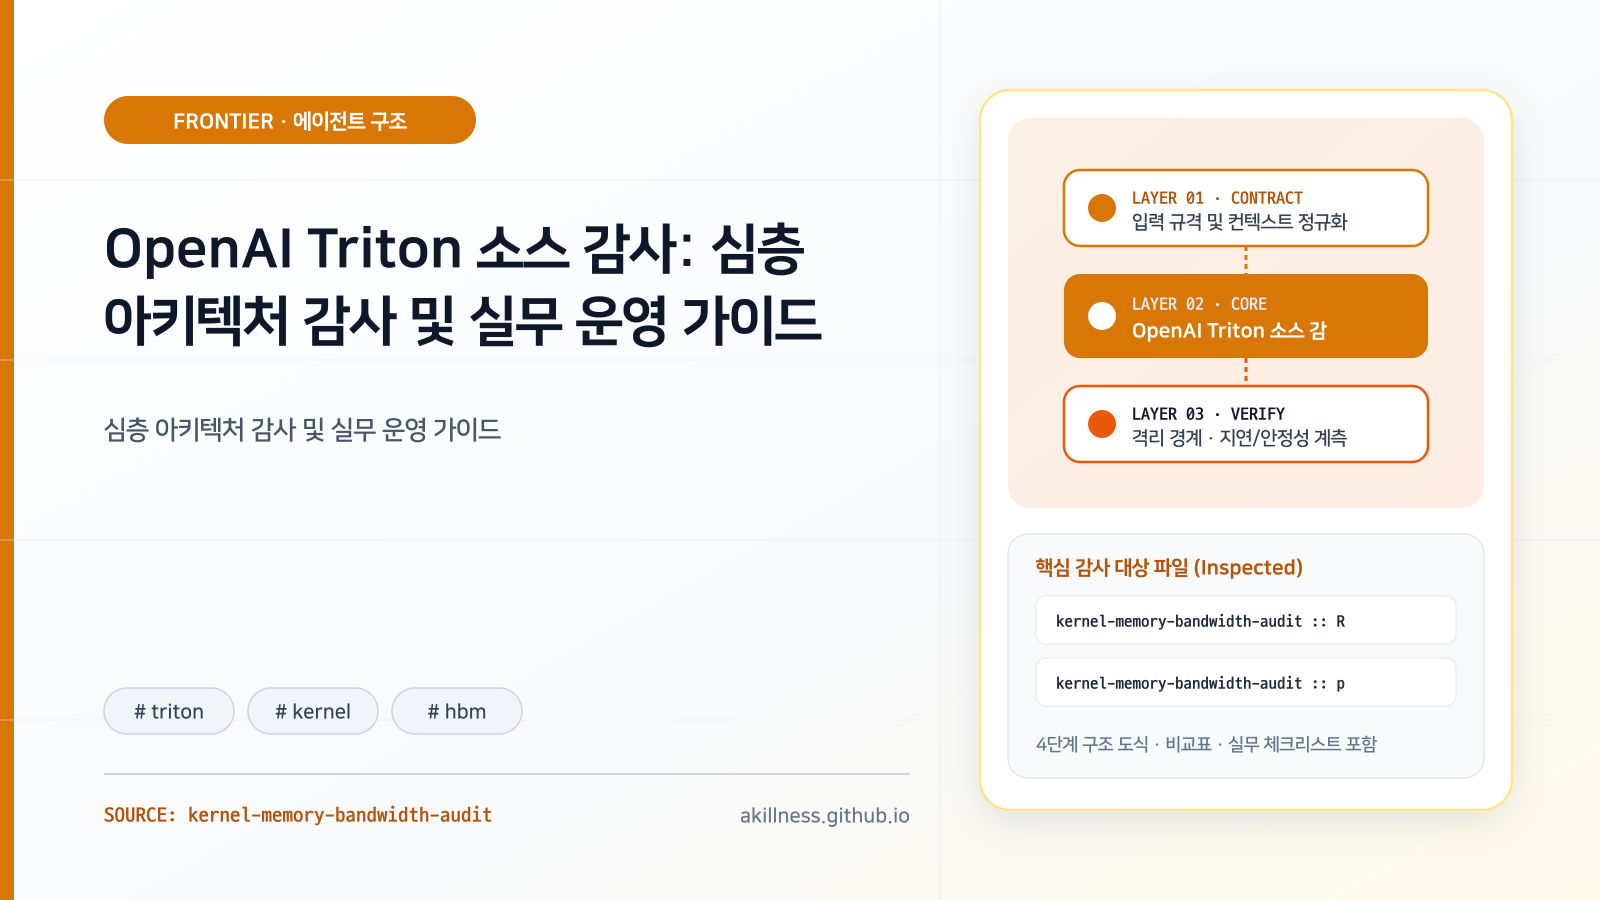 FRONTIER · 에이전트 구조
OpenAI Triton 소스 감사: 심층
아키텍처 감사 및 실무 운영 가이드
심층 아키텍처 감사 및 실무 운영 가이드
# triton
# kernel
# hbm
SOURCE: kernel-memory-bandwidth-audit
akillness.github.io
LAYER 01 · CONTRACT
입력 규격 및 컨텍스트 정규화
LAYER 02 · CORE
OpenAI Triton 소스 감
LAYER 03 · VERIFY
격리 경계 · 지연/안정성 계측
핵심 감사 대상 파일 (Inspected)
kernel-memory-bandwidth-audit :: R
kernel-memory-bandwidth-audit :: p
4단계 구조 도식 · 비교표 · 실무 체크리스트 포함